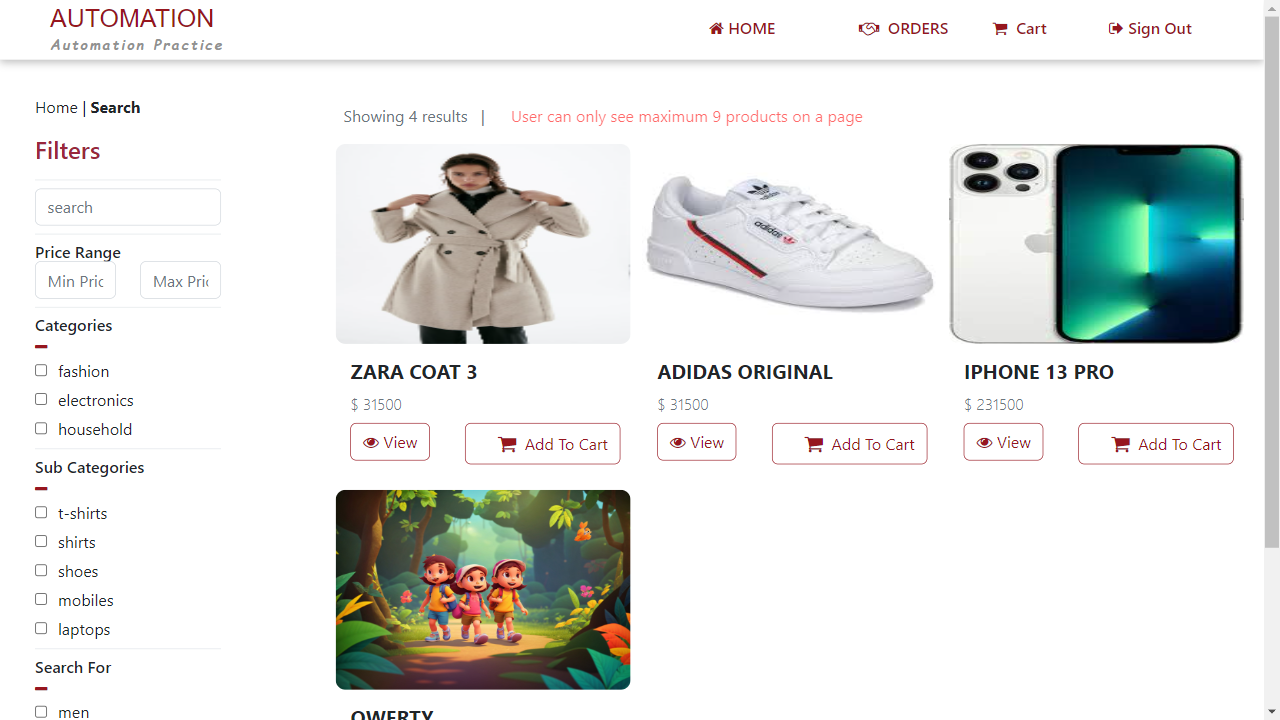 AUTOMATION
Automation Practice
HOME
ORDERS
Cart
Sign Out
Home | Search
Filters
search
Price Range
Min Pric
Max Pric
Categories
fashion
electronics
household
Sub Categories
t-shirts
shirts
shoes
mobiles
laptops
Search For
men
Showing 4 results |
User can only see maximum 9 products on a page
adidas
ZARA COAT 3
$ 31500
View
Add To Cart
ADIDAS ORIGINAL
$ 31500
View
Add To Cart
IPHONE 13 PRO
$ 231500
View
Add To Cart
QWERTY